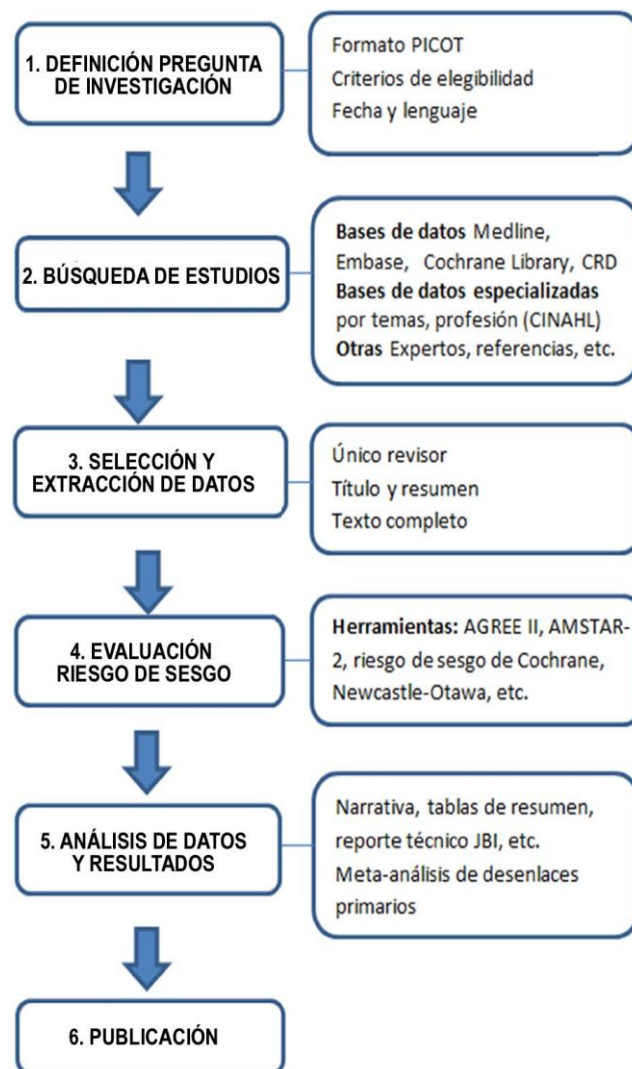 1. DEFINICIÓN PREGUNTA
DE INVESTIGACIÓN
Formato PICOT
Criterios de elegibilidad
Fecha y lenguaje
2. BÚSQUEDA DE ESTUDIOS
Bases de datos Medline,
Embase, Cochrane Library, CRD
Bases de datos especializadas
por temas, profesión (CINAHL)
Otras Expertos, referencias, etc.
3. SELECCIÓN Y
EXTRACCIÓN DE DATOS
Único revisor
Título y resumen
Texto completo
4. EVALUACIÓN
RIESGO DE SESGO
Herramientas: AGREE II, AMSTAR-
2, riesgo de sesgo de Cochrane,
Newcastle-Otawa, etc.
5. ANÁLISIS DE DATOS
Y RESULTADOS
Narrativa, tablas de resumen,
reporte técnico JBI, etc.
Meta-análisis de desenlaces
primarios
6. PUBLICACIÓN